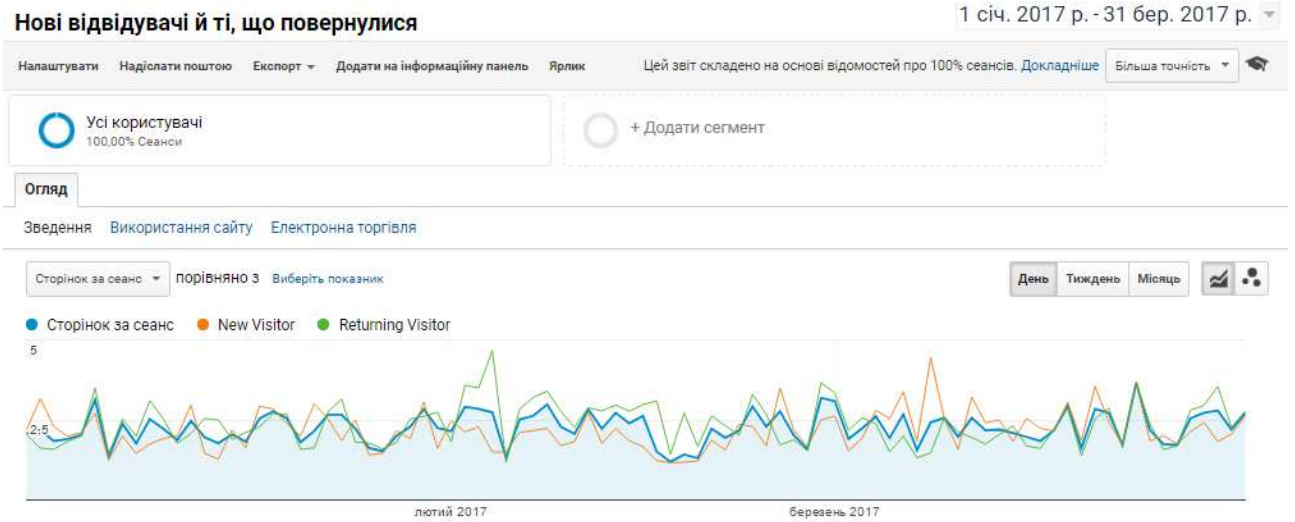 Нові відвідувачі й ті, що повернулися
1 січ. 2017 р. - 31 бер. 2017 р.
Налаштувати Надіслати поштою Експорт Додати на інформаційну панель Ярлик Цей звіт складено на основі відомостей про 100% сеансів. Докладніше Більша точність
Усі користувачі
100,00% Сеанси
+ Додати сегмент
Огляд
Зведення Використання сайту Електронна торгівля
Сторінок за сеанс порівняно з Виберіть показник День Тиждень Місяць
Сторінок за сеанс New Visitor Returning Visitor
5
2.5
лютий 2017 березень 2017